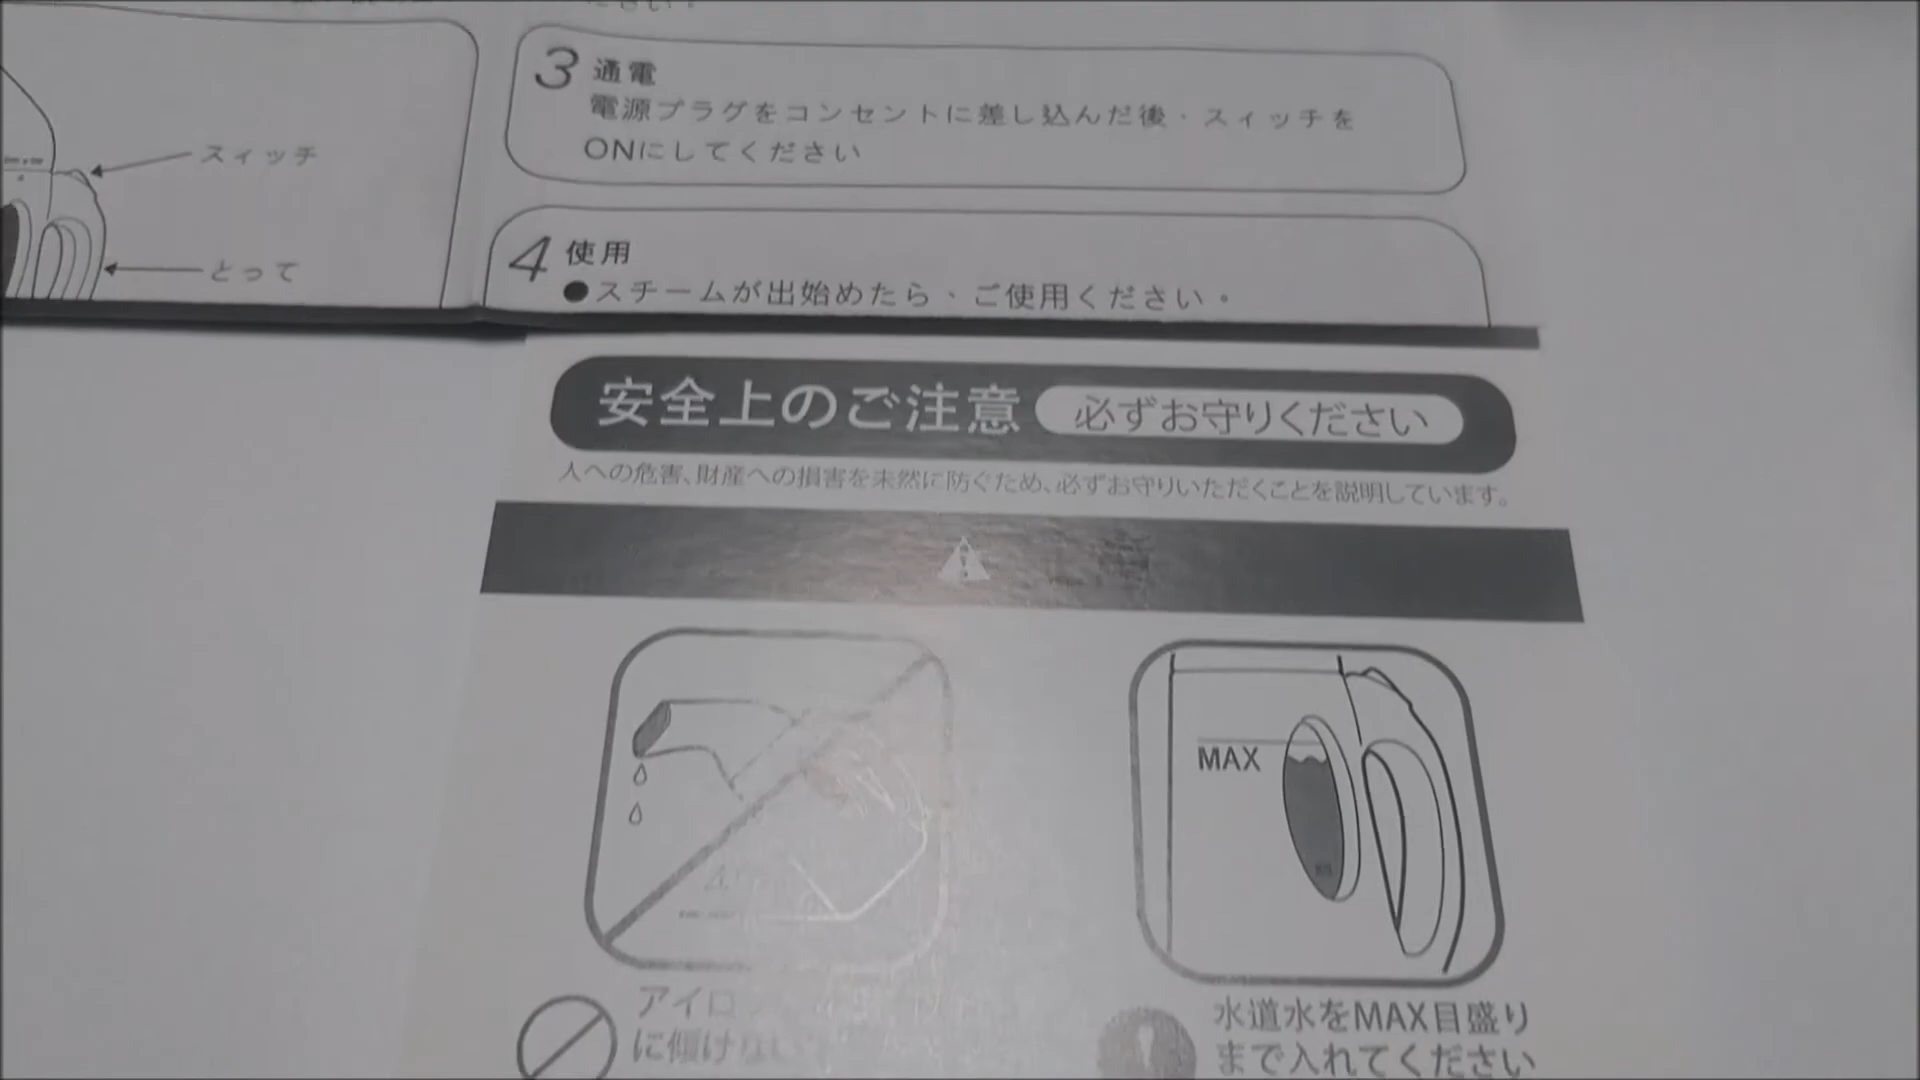 スィッチ
とって
3 通電
電源プラグをコンセントに差し込んだ後、スィッチを
ONにしてください
4 使用
●スチームが出始めたら、ご使用ください。
安全上のご注意 必ずお守りください
人への危害、財産への損害を未然に防ぐため、必ずお守りいただくことを説明しています。
MAX
アイロ
に傾けない
水道水をMAX目盛り
まで入れてください